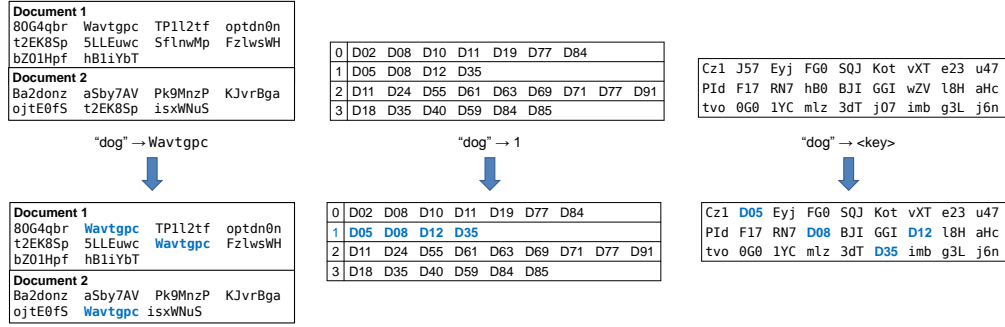 Document 1
8OG4qbr Wavtgpc TP1l2tf optdn0n
t2EK8Sp 5LLEuwc SflnwMp FzlwsWH
bZO1Hpf hB1iYbT
Document 2
Ba2donz aSby7AV Pk9MnzP KJvrBga
ojtE0fS t2EK8Sp isxWNuS
“dog” → Wavtgpc
Document 1
8OG4qbr Wavtgpc TP1l2tf optdn0n
t2EK8Sp 5LLEuwc Wavtgpc FzlwsWH
bZO1Hpf hB1iYbT
Document 2
Ba2donz aSby7AV Pk9MnzP KJvrBga
ojtE0fS Wavtgpc isxWNuS
0 D02 D08 D10 D11 D19 D77 D84
1 D05 D08 D12 D35
2 D11 D24 D55 D61 D63 D69 D71 D77 D91
3 D18 D35 D40 D59 D84 D85
“dog” → 1
0 D02 D08 D10 D11 D19 D77 D84
1 D05 D08 D12 D35
2 D11 D24 D55 D61 D63 D69 D71 D77 D91
3 D18 D35 D40 D59 D84 D85
Cz1 J57 Eyj FG0 SQJ Kot vXT e23 u47
PId F17 RN7 hB0 BJI GGI wZV l8H aHc
tvo 0G0 1YC mlz 3dT jO7 imb g3L j6n
“dog” → <key>
Cz1 D05 Eyj FG0 SQJ Kot vXT e23 u47
PId F17 RN7 D08 BJI GGI D12 l8H aHc
tvo 0G0 1YC mlz 3dT D35 imb g3L j6n